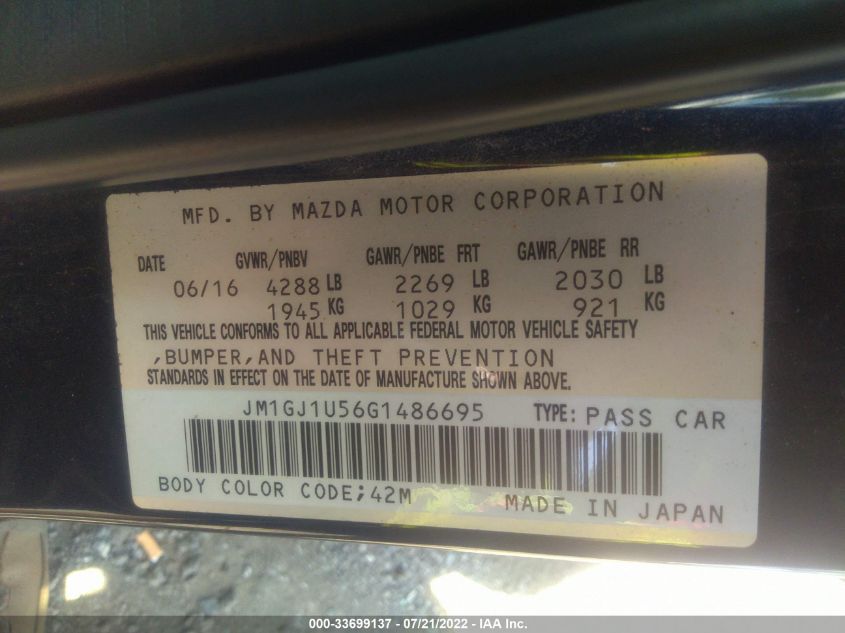 MFD. BY MAZDA MOTOR CORPORATION
DATE GVWR/PNBV GAWR/PNBE FRT GAWR/PNBE RR
06/16 4288 LB 2269 LB 2030 LB
1945 KG 1029 KG 921 KG
THIS VEHICLE CONFORMS TO ALL APPLICABLE FEDERAL MOTOR VEHICLE SAFETY
,BUMPER,AND THEFT PREVENTION
STANDARDS IN EFFECT ON THE DATE OF MANUFACTURE SHOWN ABOVE.
JM1GJ1U56G1486695 TYPE: PASS CAR
BODY COLOR CODE;42M MADE IN JAPAN
000-33699137 - 07/21/2022 - IAA Inc.